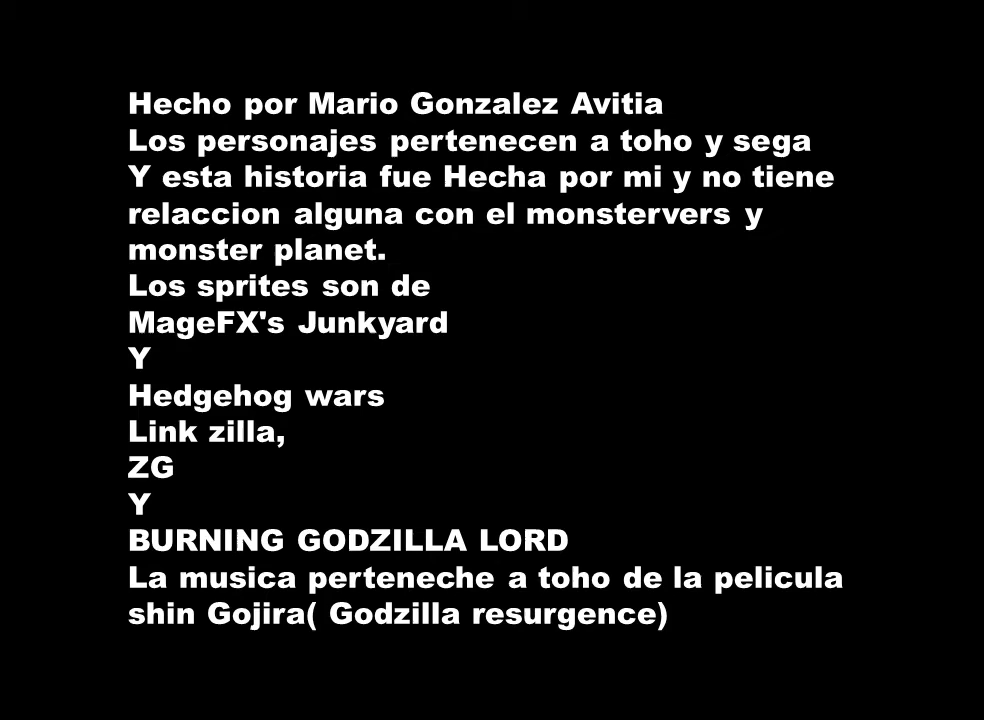 Hecho por Mario Gonzalez Avitia
Los personajes pertenecen a toho y sega
Y esta historia fue Hecha por mi y no tiene
relaccion alguna con el monstervers y
monster planet.
Los sprites son de
MageFX's Junkyard
Y
Hedgehog wars
Link zilla,
ZG
Y
BURNING GODZILLA LORD
La musica perteneche a toho de la pelicula
shin Gojira( Godzilla resurgence)